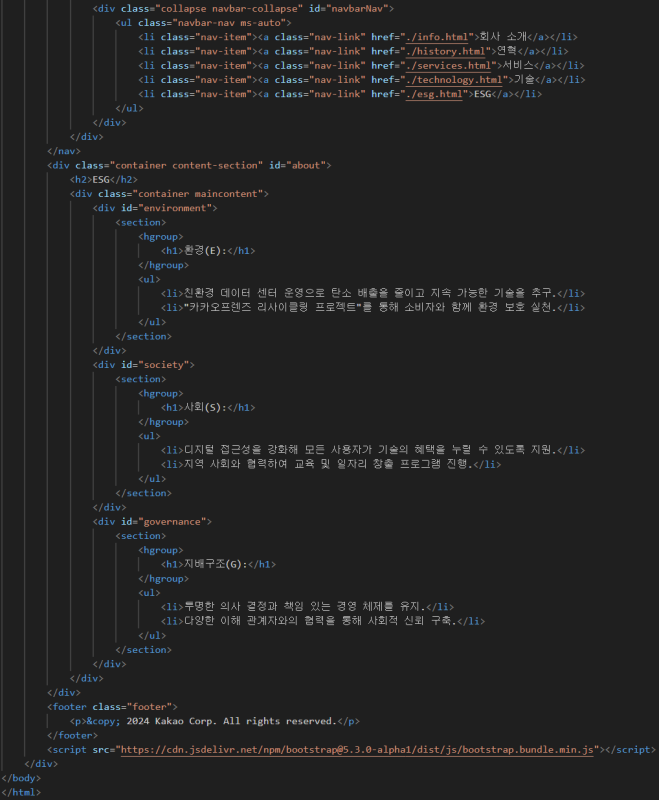 <div class="collapse navbar-collapse" id="navbarNav">
<ul class="navbar-nav ms-auto">
<li class="nav-item"><a class="nav-link" href="./info.html">회사 소개</a></li>
<li class="nav-item"><a class="nav-link" href="./history.html">연혁</a></li>
<li class="nav-item"><a class="nav-link" href="./services.html">서비스</a></li>
<li class="nav-item"><a class="nav-link" href="./technology.html">기술</a></li>
<li class="nav-item"><a class="nav-link" href="./esg.html">ESG</a></li>
</ul>
</div>
</div>
</nav>
<div class="container content-section" id="about">
<h2>ESG</h2>
<div class="container maincontent">
<div id="environment">
<section>
<hgroup>
<h1>환경(E):</h1>
</hgroup>
<ul>
<li>친환경 데이터 센터 운영으로 탄소 배출을 줄이고 지속 가능한 기술을 추구.</li>
<li>"카카오프렌즈 리사이클링 프로젝트"를 통해 소비자와 함께 환경 보호 실천.</li>
</ul>
</section>
</div>
<div id="society">
<section>
<hgroup>
<h1>사회(S):</h1>
</hgroup>
<ul>
<li>디지털 접근성을 강화해 모든 사용자가 기술의 혜택을 누릴 수 있도록 지원.</li>
<li>지역 사회와 협력하여 교육 및 일자리 창출 프로그램 진행.</li>
</ul>
</section>
</div>
<div id="governance">
<section>
<hgroup>
<h1>지배구조(G):</h1>
</hgroup>
<ul>
<li>투명한 의사 결정과 책임 있는 경영 체제를 유지.</li>
<li>다양한 이해 관계자와의 협력을 통해 사회적 신뢰 구축.</li>
</ul>
</section>
</div>
</div>
</div>
<footer class="footer">
<p>&copy; 2024 Kakao Corp. All rights reserved.</p>
</footer>
<script src="https://cdn.jsdelivr.net/npm/bootstrap@5.3.0-alpha1/dist/js/bootstrap.bundle.min.js"></script>
</div>
</body>
</html>